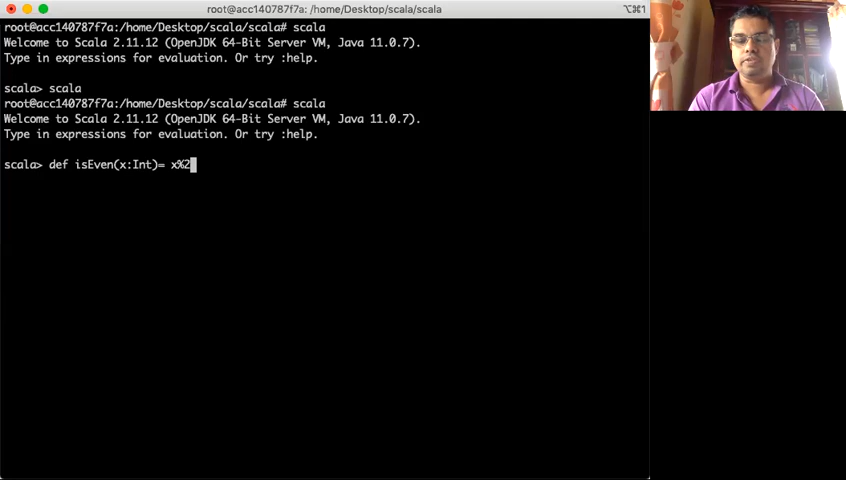 root@acc140787f7a: /home/Desktop/scala/scala
⌥⌘1
root@acc140787f7a:/home/Desktop/scala/scala# scala
Welcome to Scala 2.11.12 (OpenJDK 64-Bit Server VM, Java 11.0.7).
Type in expressions for evaluation. Or try :help.
scala> scala
root@acc140787f7a:/home/Desktop/scala/scala# scala
Welcome to Scala 2.11.12 (OpenJDK 64-Bit Server VM, Java 11.0.7).
Type in expressions for evaluation. Or try :help.
scala> def isEven(x:Int)= x%2